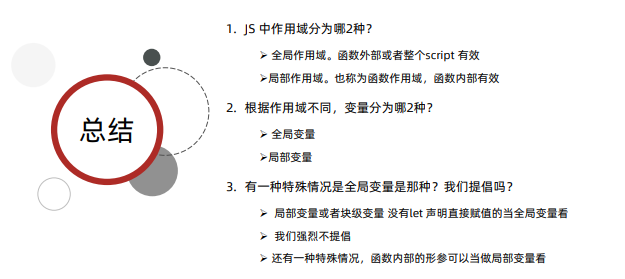 总结
1. JS 中作用域分为哪2种？
➢ 全局作用域。函数外部或者整个script 有效
➢局部作用域。也称为函数作用域，函数内部有效
2. 根据作用域不同，变量分为哪2种？
➢ 全局变量
➢局部变量
3. 有一种特殊情况是全局变量是那种？我们提倡吗？
➢ 局部变量或者块级变量 没有let 声明直接赋值的当全局变量看
➢ 我们强烈不提倡
➢ 还有一种特殊情况，函数内部的形参可以当做局部变量看